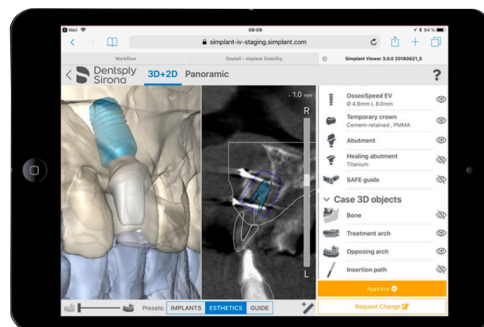 Mail
09:09
84%
simplant-iv-staging.simplant.com
Workflow
Osstell - Implant Stability
Simplant Viewer 3.0.0 20180621_5
Dentsply
Sirona
3D+2D
Panoramic
?
1.0 mm
R
L
OsseoSpeed EV
Ø 4.8mm L 8.0mm
Temporary crown
Cement-retained , PMMA
Abutment
Healing abutment
Titanium
SAFE guide
Case 3D objects
Bone
Treatment arch
Opposing arch
Insertion path
Approve
Request Change
Presets:
IMPLANTS
ESTHETICS
GUIDE